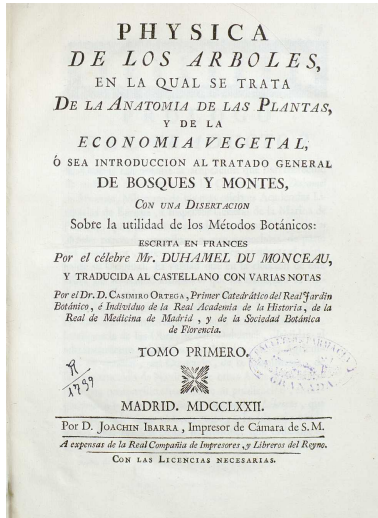 PHYSICA
DE LOS ARBOLES,
EN LA QUAL SE TRATA
DE LA ANATOMIA DE LAS PLANTAS,
Y DE LA
ECONOMIA VEGETAL,
Ó SEA INTRODUCCION AL TRATADO GENERAL
DE BOSQUES Y MONTES,
CON UNA DISERTACION
Sobre la utilidad de los Métodos Botánicos:
ESCRITA EN FRANCES
Por el célebre Mr. DUHAMEL DU MONCEAU,
Y TRADUCIDA AL CASTELLANO CON VARIAS NOTAS
Por el Dr. D. CASIMIRO ORTEGA, Primer Catedrático del Real Jardin
Botánico, é Individuo de la Real Academia de la Historia, de la
Real de Medicina de Madrid, y de la Sociedad Botánica
de Florencia.
TOMO PRIMERO.
FARMACIA
GRANADA
R
1799
MADRID. MDCCLXXII.
Por D. JOACHIN IBARRA, Impresor de Cámara de S. M.
A expensas de la Real Compañia de Impresores, y Libreros del Reyno.
CON LAS LICENCIAS NECESARIAS.